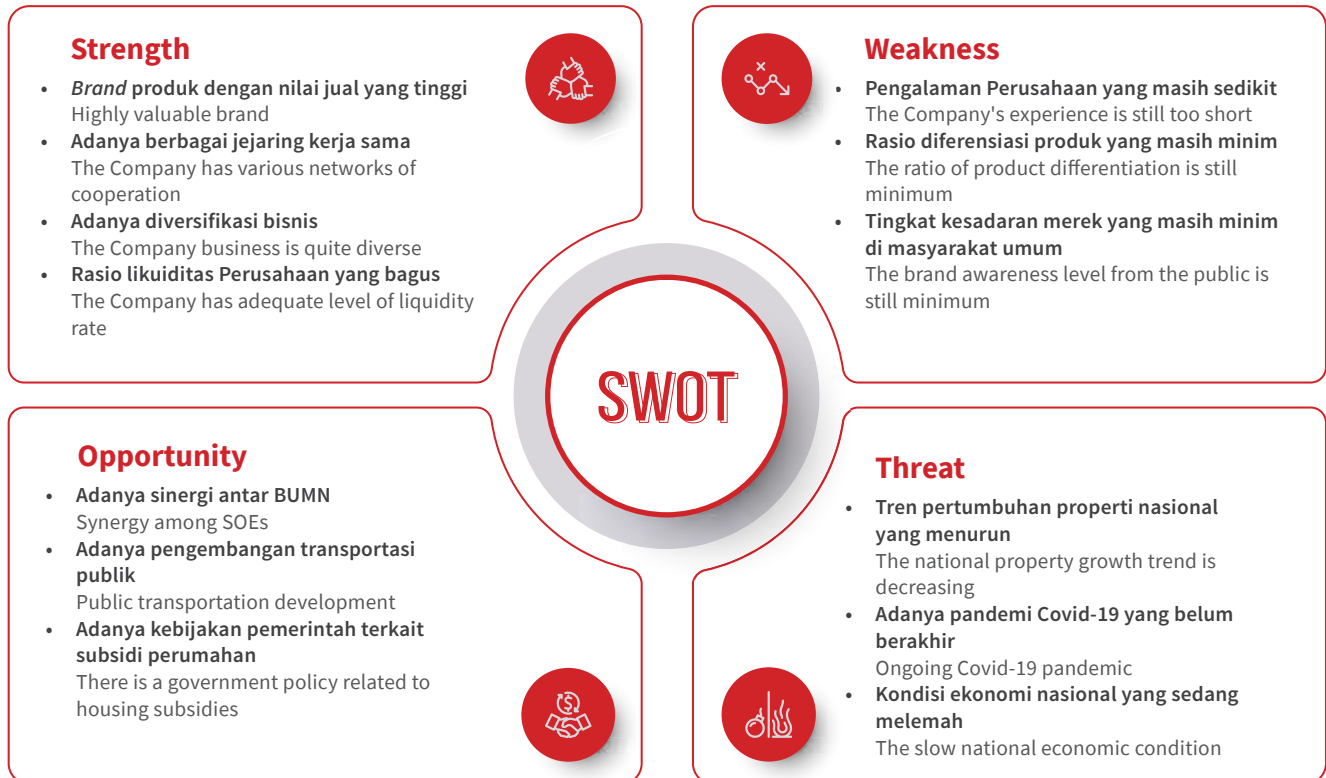 Strength
• Brand produk dengan nilai jual yang tinggi
Highly valuable brand
• Adanya berbagai jejaring kerja sama
The Company has various networks of
cooperation
• Adanya diversifikasi bisnis
The Company business is quite diverse
• Rasio likuiditas Perusahaan yang bagus
The Company has adequate level of liquidity
rate
Weakness
• Pengalaman Perusahaan yang masih sedikit
The Company's experience is still too short
• Rasio diferensiasi produk yang masih minim
The ratio of product differentiation is still
minimum
• Tingkat kesadaran merek yang masih minim
di masyarakat umum
The brand awareness level from the public is
still minimum
SWOT
Opportunity
• Adanya sinergi antar BUMN
Synergy among SOEs
• Adanya pengembangan transportasi
publik
Public transportation development
• Adanya kebijakan pemerintah terkait
subsidi perumahan
There is a government policy related to
housing subsidies
Threat
• Tren pertumbuhan properti nasional
yang menurun
The national property growth trend is
decreasing
• Adanya pandemi Covid-19 yang belum
berakhir
Ongoing Covid-19 pandemic
• Kondisi ekonomi nasional yang sedang
melemah
The slow national economic condition